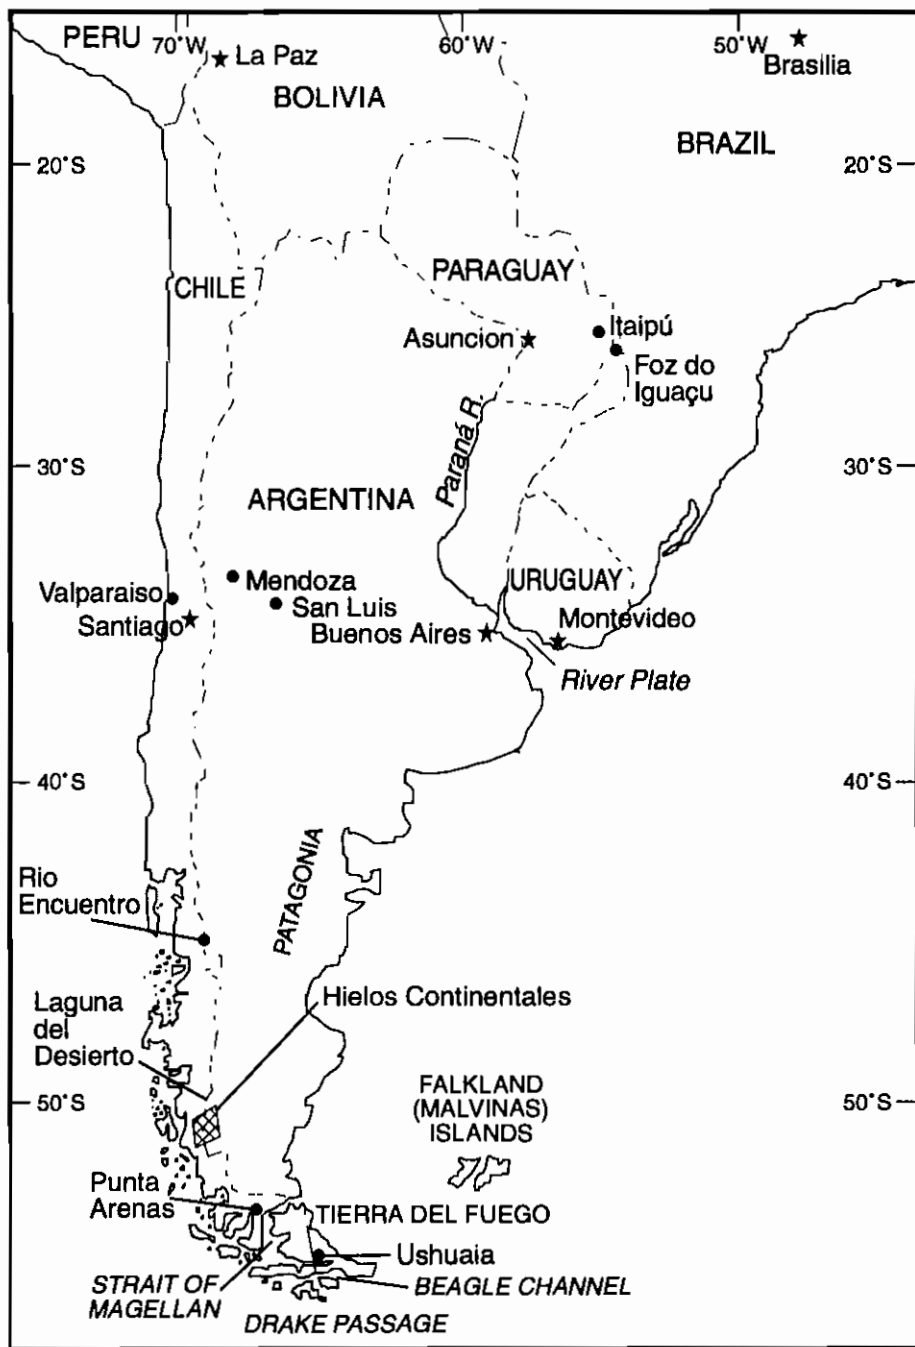 PERU
70°W
60°W
50°W
La Paz
Brasilia
BOLIVIA
BRAZIL
20°S
20°S
PARAGUAY
CHILE
Itaipú
Asuncion
Foz do
Iguaçu
Paraná R.
30°S
30°S
ARGENTINA
Mendoza
URUGUAY
Valparaiso
San Luis
Santiago
Montevideo
Buenos Aires
River Plate
40°S
40°S
PATAGONIA
Rio
Encuentro
Hielos Continentales
Laguna
del
Desierto
50°S
50°S
FALKLAND
(MALVINAS)
ISLANDS
Punta
Arenas
TIERRA DEL FUEGO
Ushuaia
STRAIT OF
MAGELLAN
BEAGLE CHANNEL
DRAKE PASSAGE